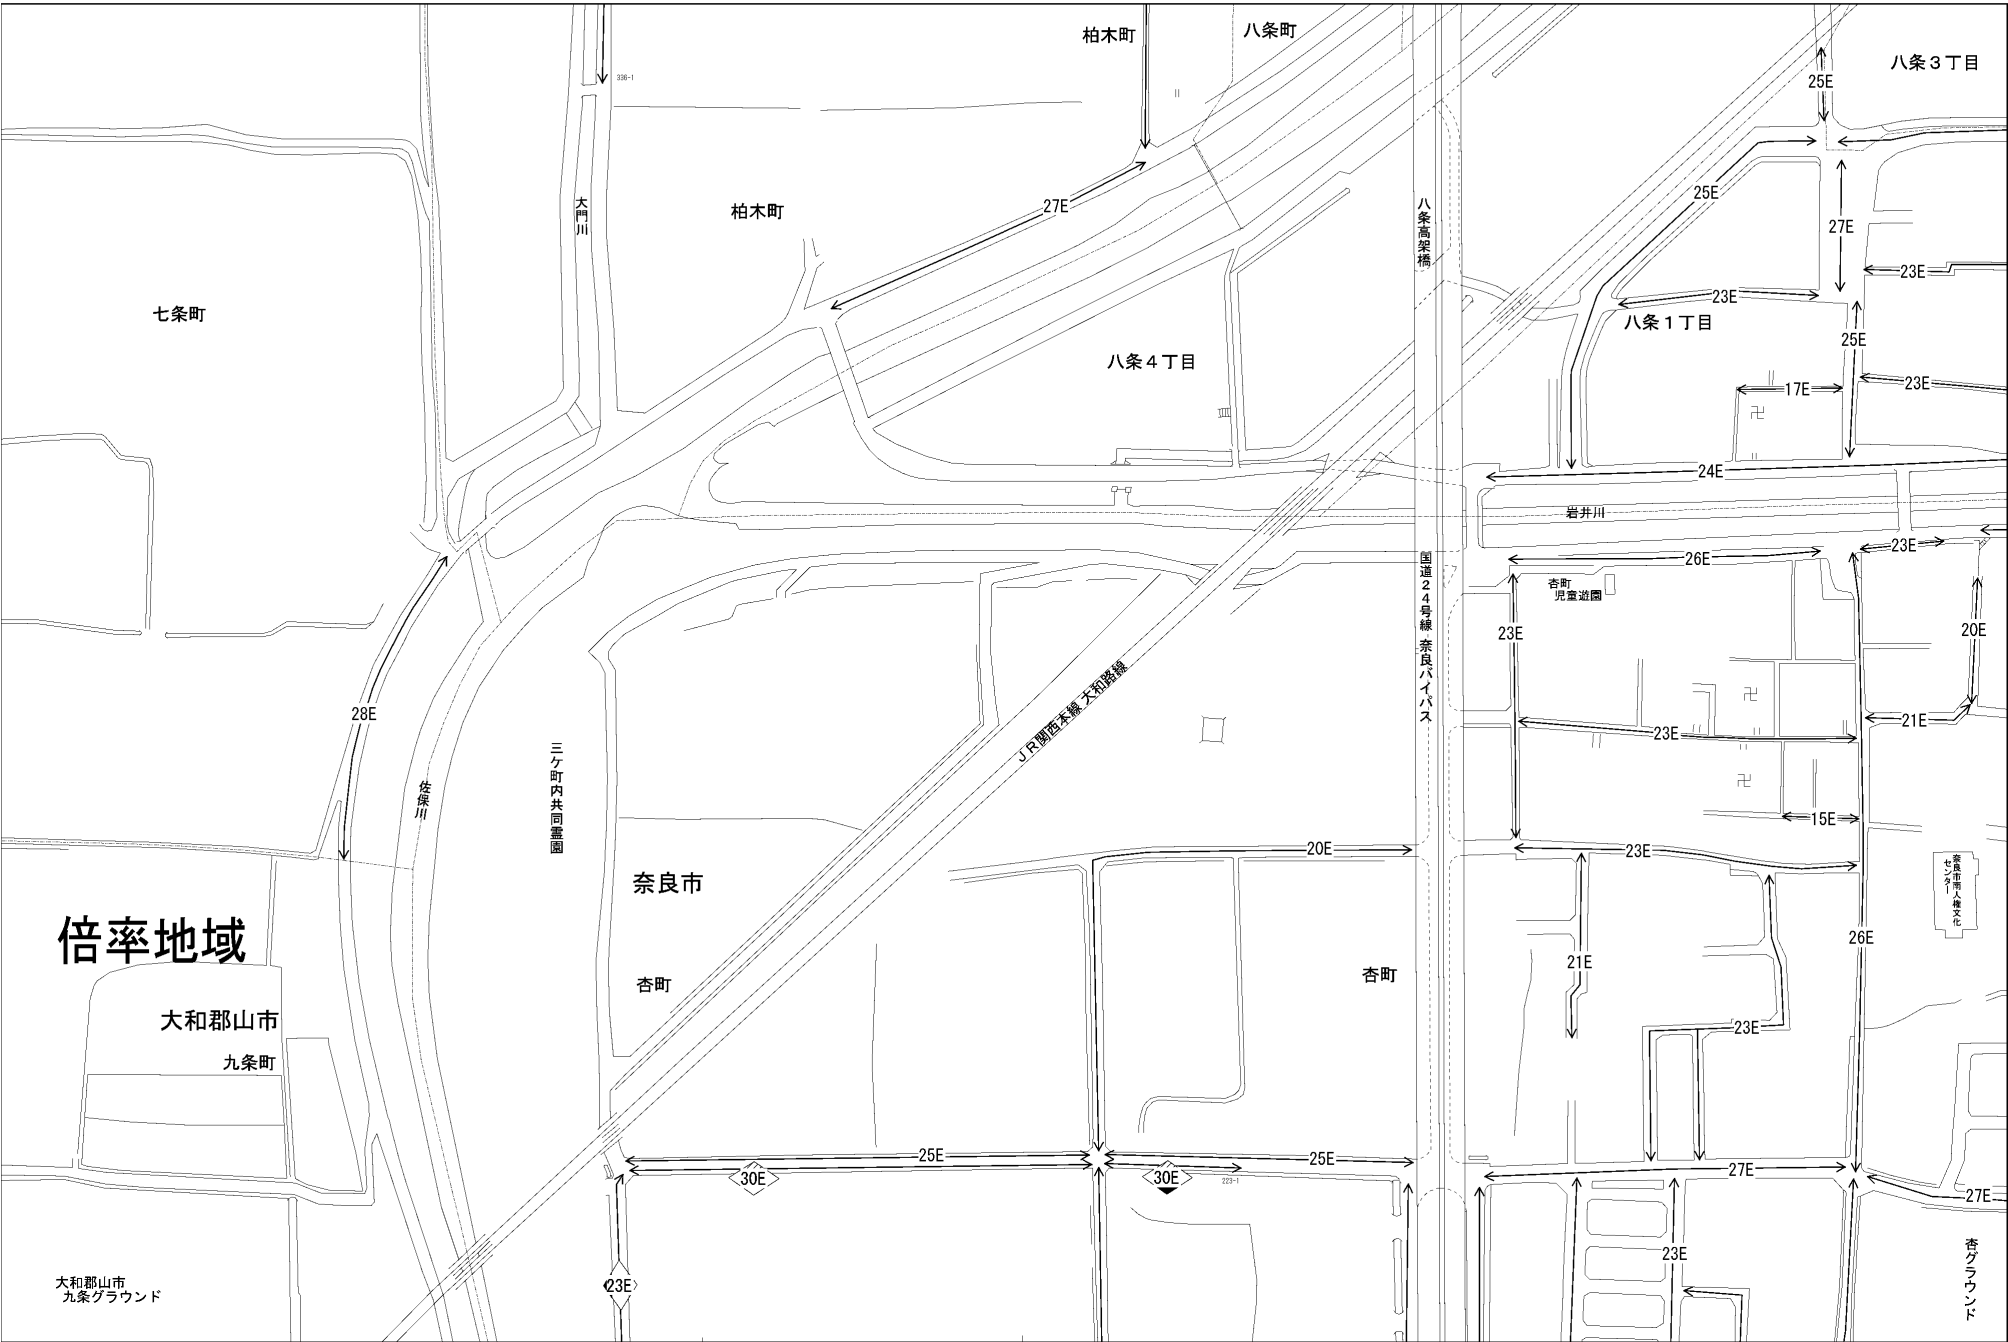 柏木町
八条町
八条３丁目
336-1
25E
大門川
柏木町
27E
25E
八条高架橋
27E
23E
七条町
23E
八条１丁目
25E
八条４丁目
17E
23E
24E
岩井川
26E
23E
国道２４号線 奈良バイパス
杏町
児童遊園
23E
20E
ＪＲ関西本線 大和路線
28E
21E
23E
三ケ町内共同霊園
佐保川
15E
20E
23E
奈良市
奈良市南人権文化
センター
倍率地域
26E
21E
杏町
杏町
大和郡山市
23E
九条町
25E
25E
30E
30E
223-1
27E
27E
23E
23E
杏グラウンド
大和郡山市
九条グラウンド